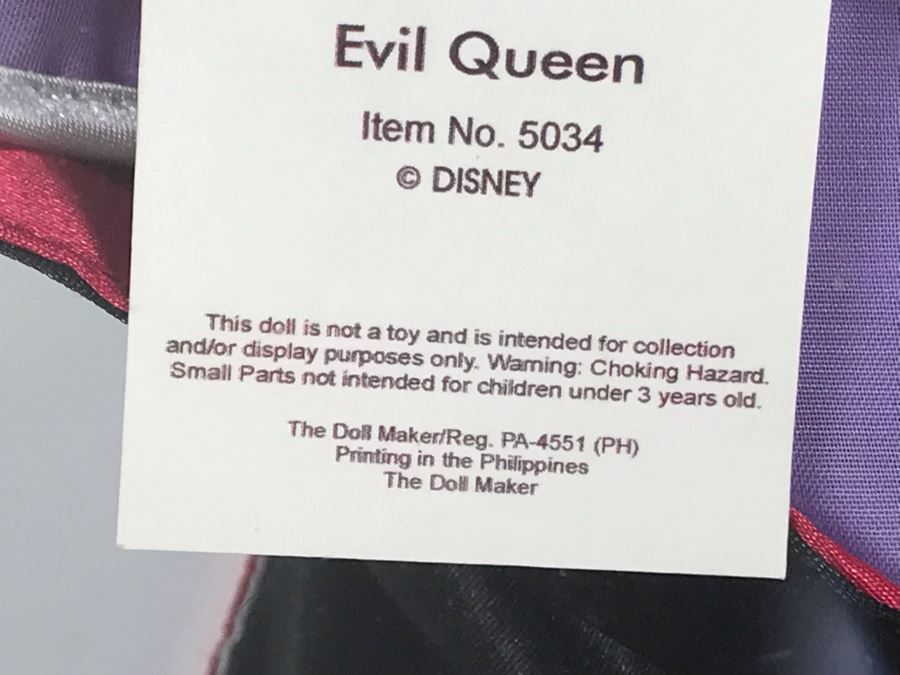 Evil Queen
Item No. 5034
© DISNEY
This doll is not a toy and is intended for collection
and/or display purposes only. Warning: Choking Hazard.
Small Parts not intended for children under 3 years old.
The Doll Maker/Reg. PA-4551 (PH)
Printing in the Philippines
The Doll Maker